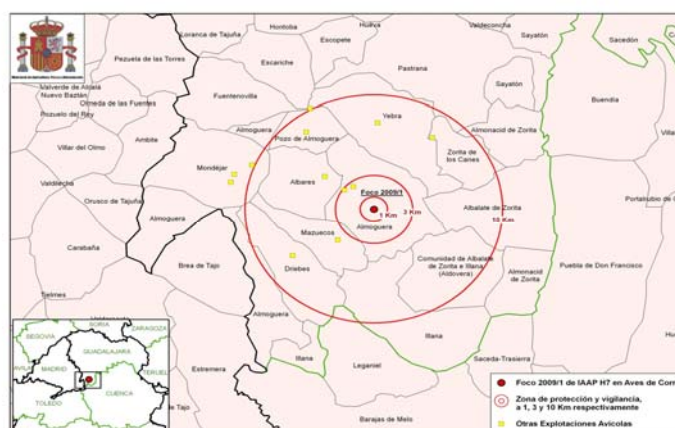 Loranca de Tajuña
Hontoba
Hueva
Valdeconcha
Sayatón
Sacedón
Escopete
Pezuela de las Torres
Escariche
Pastrana
Valverde de Alcalá
Nuevo Baztán
Fuentenovilla
Sayatón
Buendía
Olmeda de las Fuentes
Pozuelo del Rey
Yebra
Almoguera
Almonacid de Zorita
Ambite
Pozo de Almoguera
Villar del Olmo
Zorita de los Canes
Mondéjar
Albares
Valdilecha
Foco 2009/1
Orusco de Tajuña
1 Km
3 Km
10 Km
Albalate de Zorita
Almoguera
Almoguera
Mazuecos
Carabaña
Brea de Tajo
Driebes
Comunidad de Albalate
de Zorita e Illana
(Aldovera)
Almonacid
de Zorita
Puebla de Don Francisco
Tielmes
Almoguera
SORIA
ZARAGOZA
SEGOVIA
GUADALAJARA
Illana
Illana
MADRID
TERUEL
Estremera
Leganiel
Saceda-Trasierra
CUENCA
TOLEDO
Barajas de Melo
Foco 2009/1 de IAAP H7 en Aves de Corr
Zona de protección y vigilancia,
a 1, 3 y 10 Km respectivamente
Otras Explotaciones Avícolas